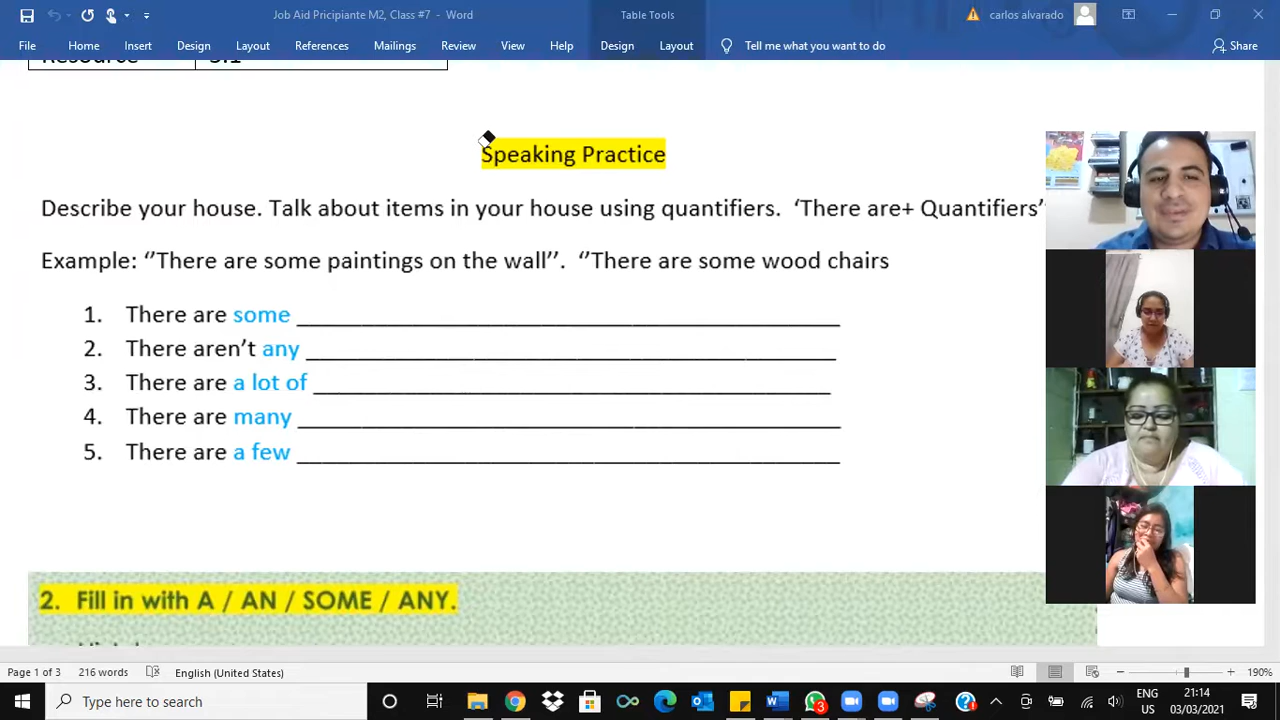 Job Aid Pricipiante M2, Class #7 - Word
Table Tools
carlos alvarado
File Home Insert Design Layout References Mailings Review View Help Design Layout Tell me what you want to do Share
Resource 3.1
Speaking Practice
Describe your house. Talk about items in your house using quantifiers. ‘There are+ Quantifiers’
Example: ‘’There are some paintings on the wall’’. ‘’There are some wood chairs
1. There are some
2. There aren’t any
3. There are a lot of
4. There are many
5. There are a few
2. Fill in with A / AN / SOME / ANY.
Page 1 of 3 216 words English (United States) 190%
Type here to search
3
ENG
US
21:14
03/03/2021